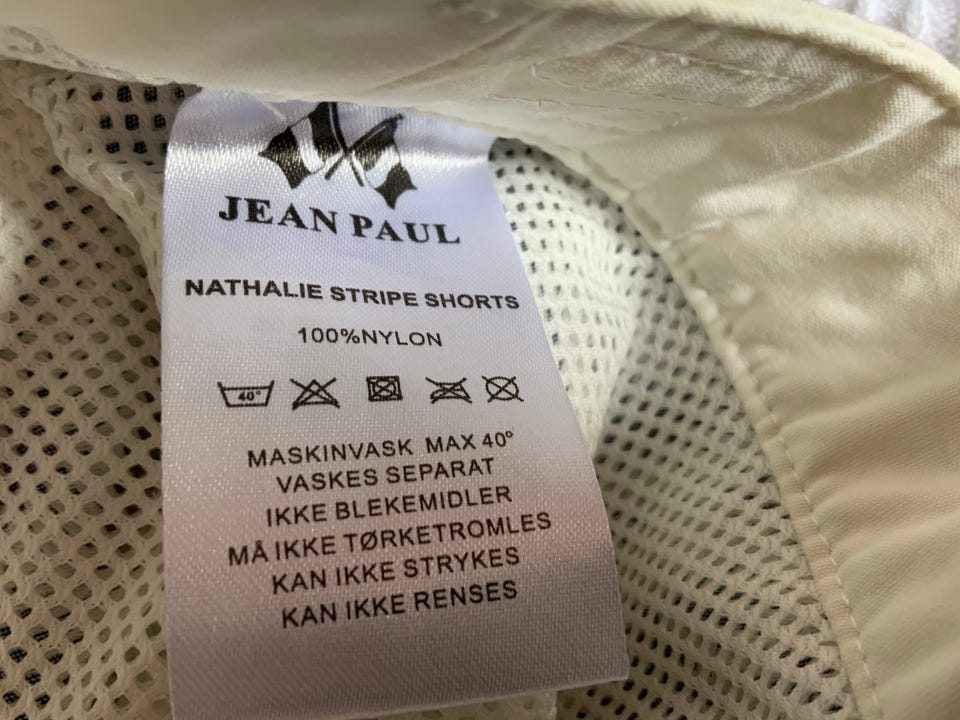 JEAN PAUL
NATHALIE STRIPE SHORTS
100%NYLON
40°
MASKINVASK MAX 40°
VASKES SEPARAT
IKKE BLEKEMIDLER
MÅ IKKE TØRKETROMLES
KAN IKKE STRYKES
KAN IKKE RENSES